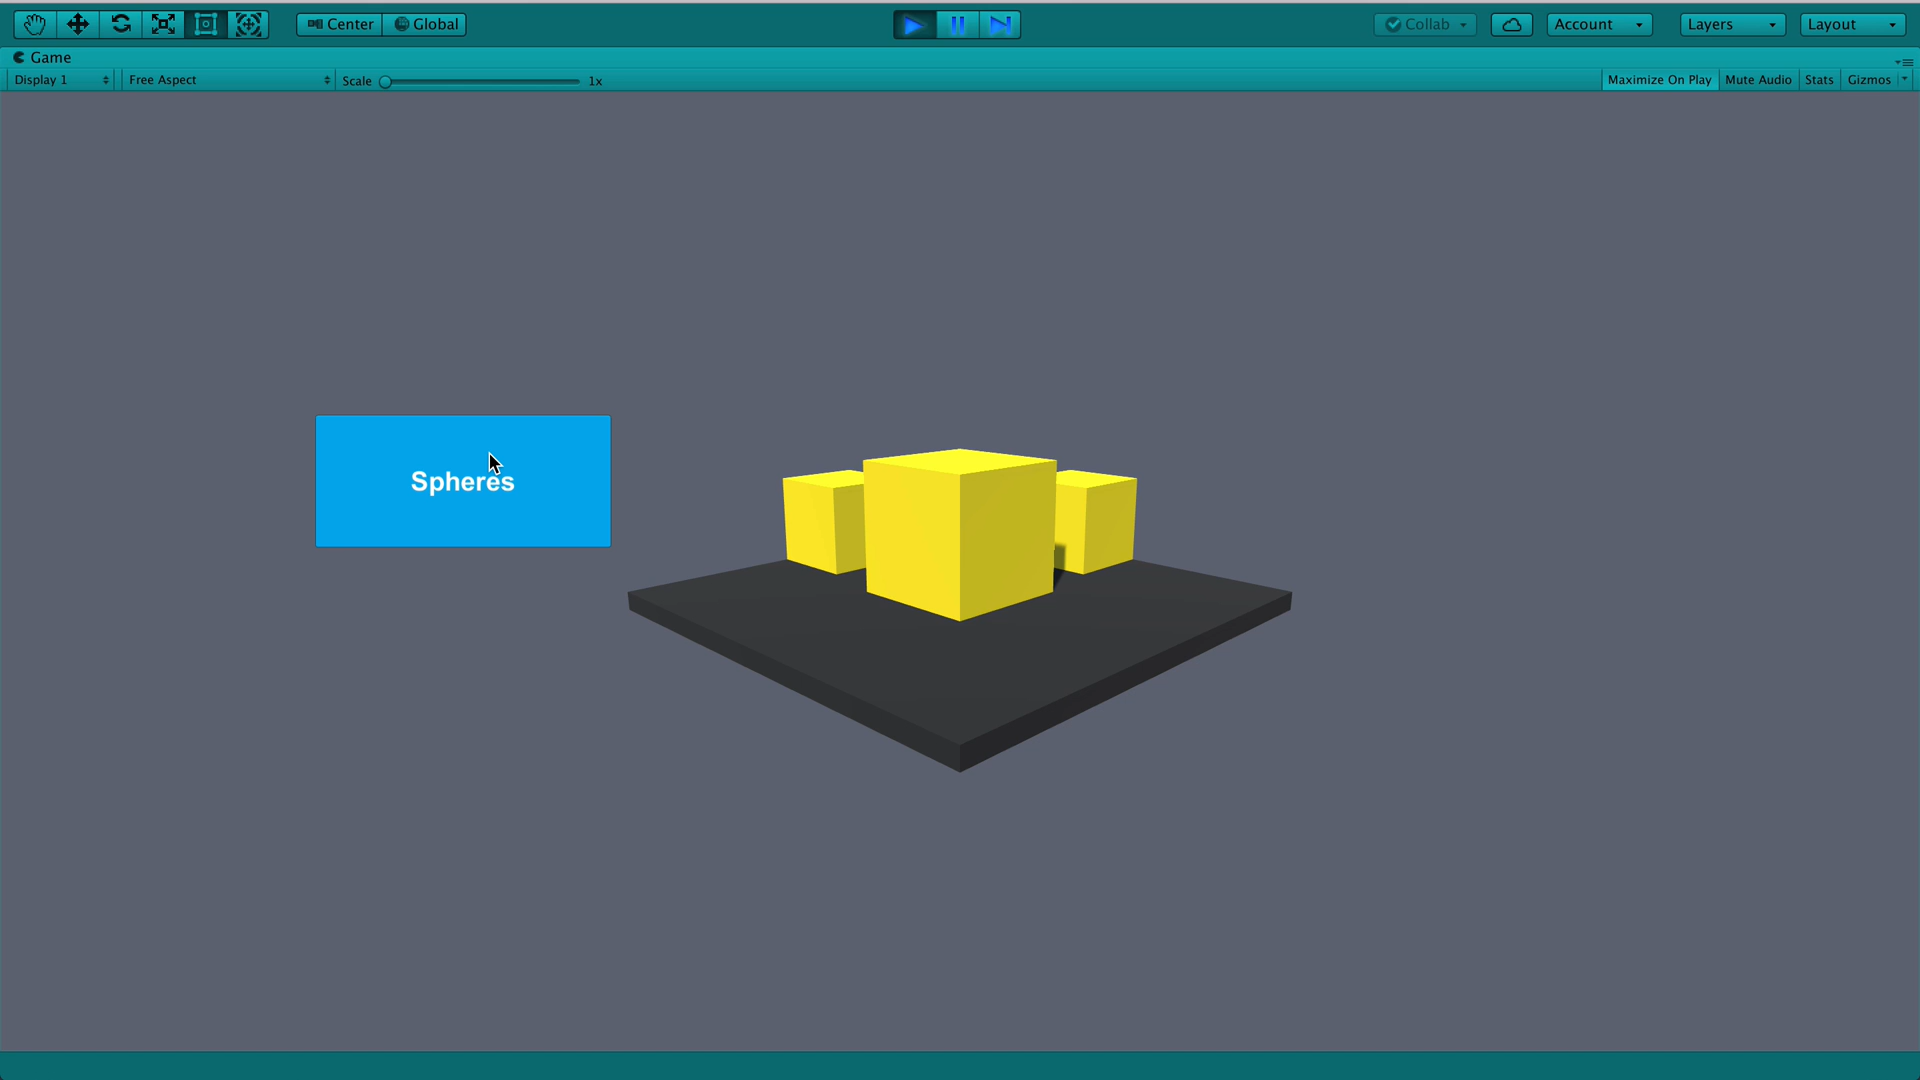 Center Global Collab Account Layers Layout
Game
Display 1 Free Aspect Scale 1x Maximize On Play Mute Audio Stats Gizmos
Spheres